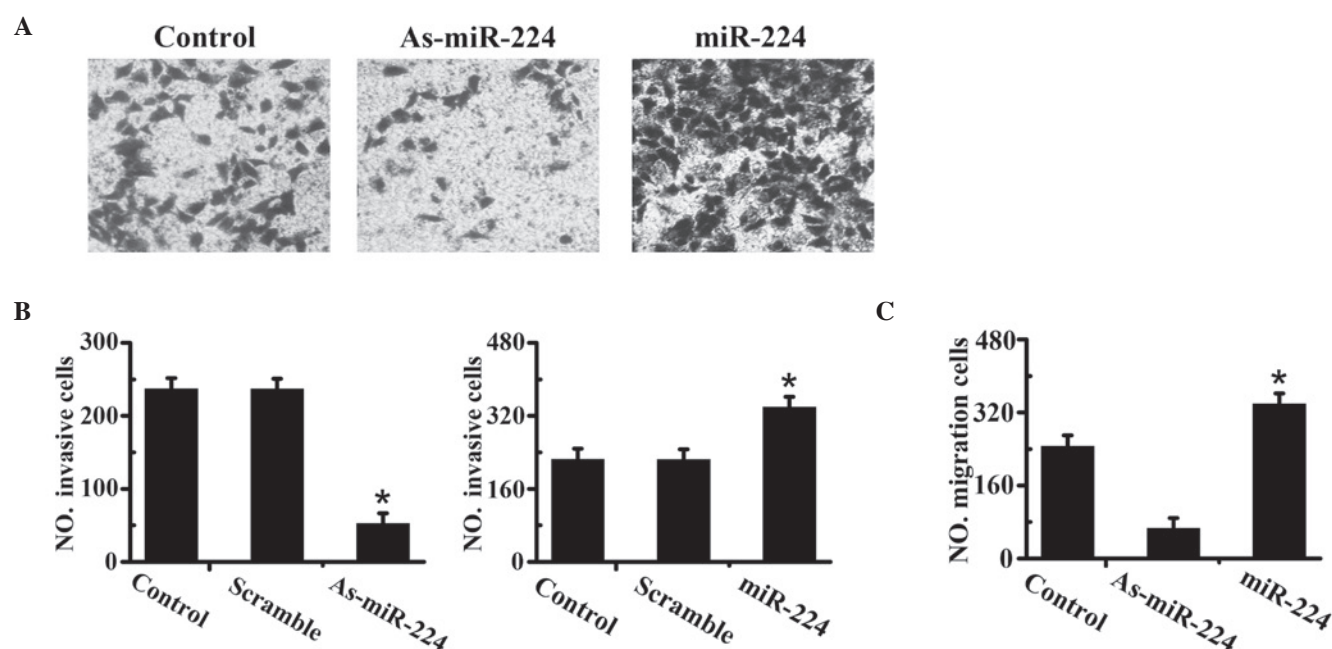 A
Control
As-miR-224
miR-224
B
NO. invasive cells
300
200
100
0
*
Control
Scramble
As-miR-224
NO. invasive cells
480
320
160
0
*
Control
Scramble
miR-224
C
NO. migration cells
480
320
160
0
*
Control
As-miR-224
miR-224